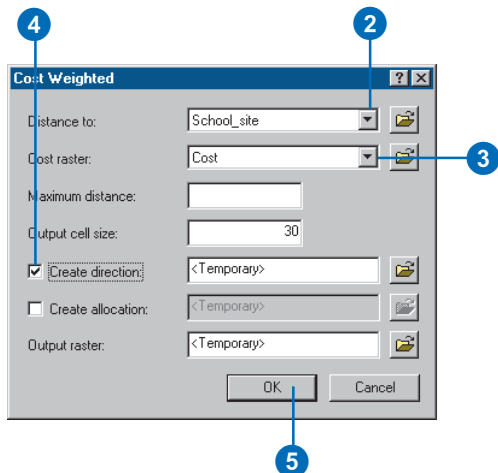 4
2
Cost Weighted
Distance to: School_site
Cost raster: Cost
3
Maximum distance:
Output cell size: 30
Create direction: <Temporary>
Create allocation: <Temporary>
Output raster: <Temporary>
OK Cancel
5